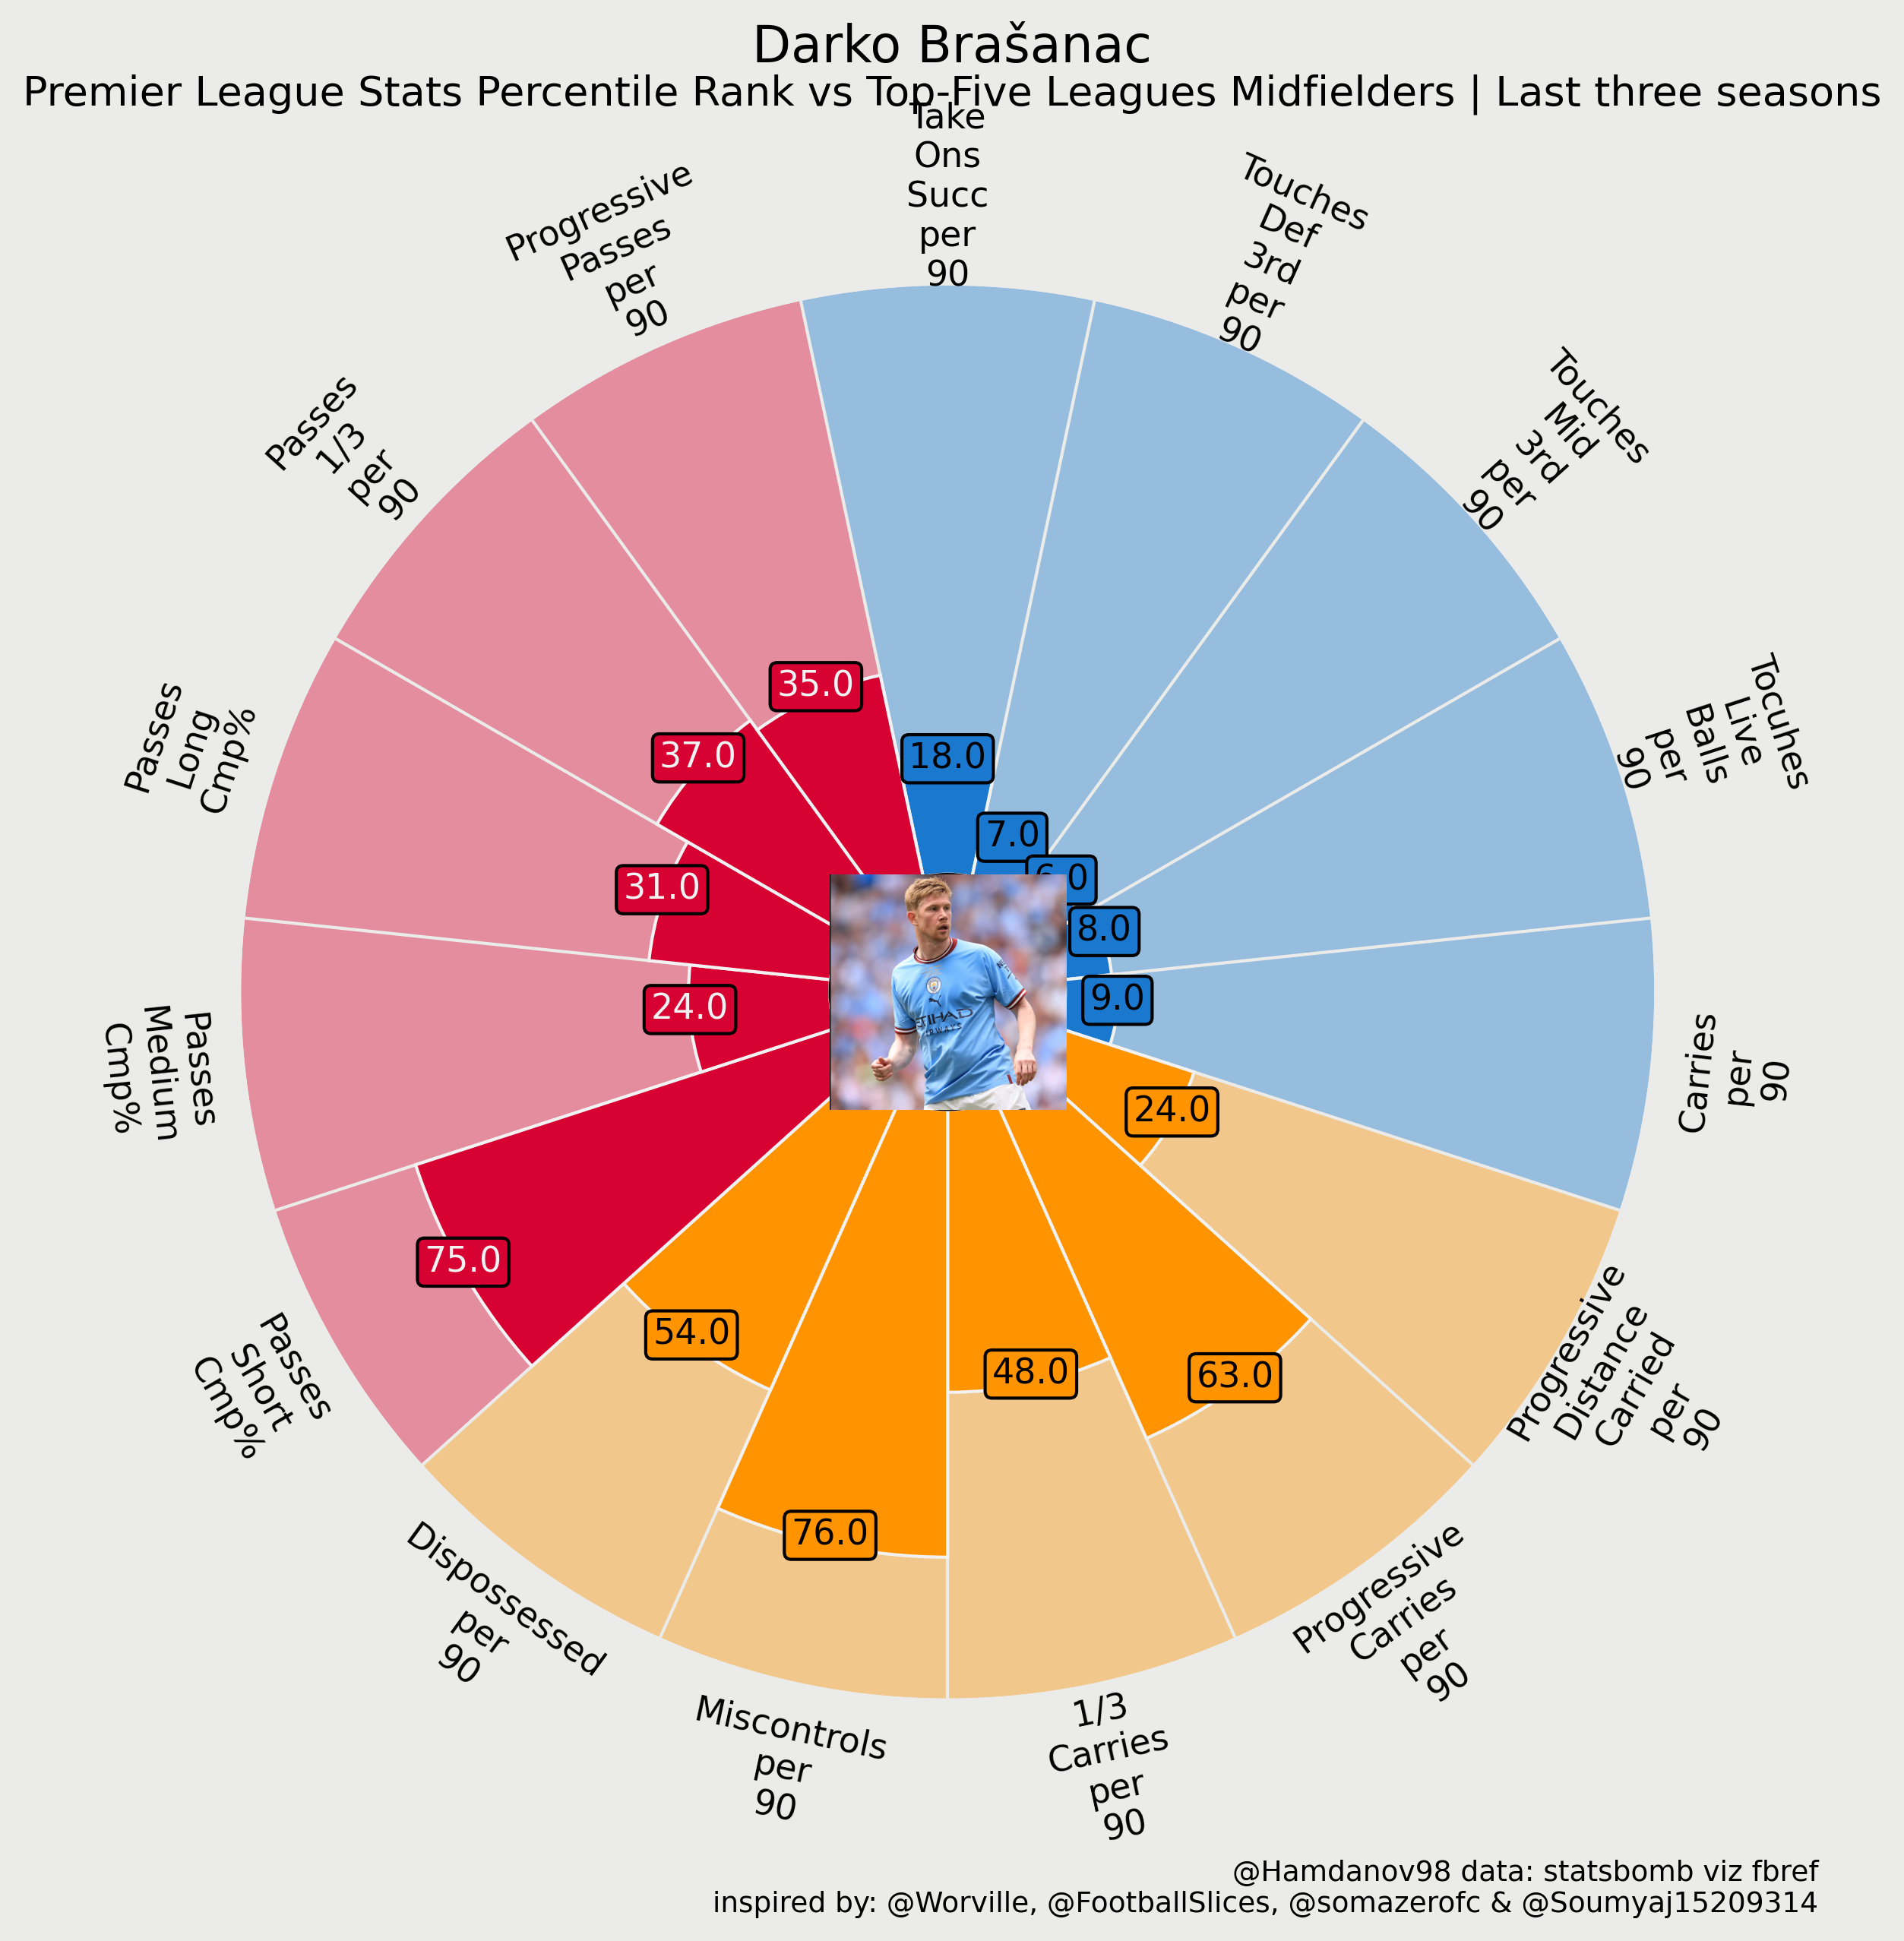 Darko Brašanac
Premier League Stats Percentile Rank vs Top-Five Leagues Midfielders | Last three seasons
Take
Ons
Succ
per
90
Touches
Def
3rd
per
90
Touches
Mid
3rd
per
90
Tocuhes
Live
Balls
per
90
Carries
per
90
Progressive
Distance
Carried
per
90
Progressive
Carries
per
90
1/3
Carries
per
90
Miscontrols
per
90
Dispossessed
per
90
Passes
Short
Cmp%
Passes
Medium
Cmp%
Passes
Long
Cmp%
Passes
1/3
per
90
Progressive
Passes
per
90
18.0
7.0
6.0
8.0
9.0
24.0
63.0
48.0
76.0
54.0
75.0
24.0
31.0
37.0
35.0
ETIHAD
AIRWAYS
@Hamdanov98 data: statsbomb viz fbref
inspired by: @Worville, @FootballSlices, @somazerofc & @Soumyaj15209314